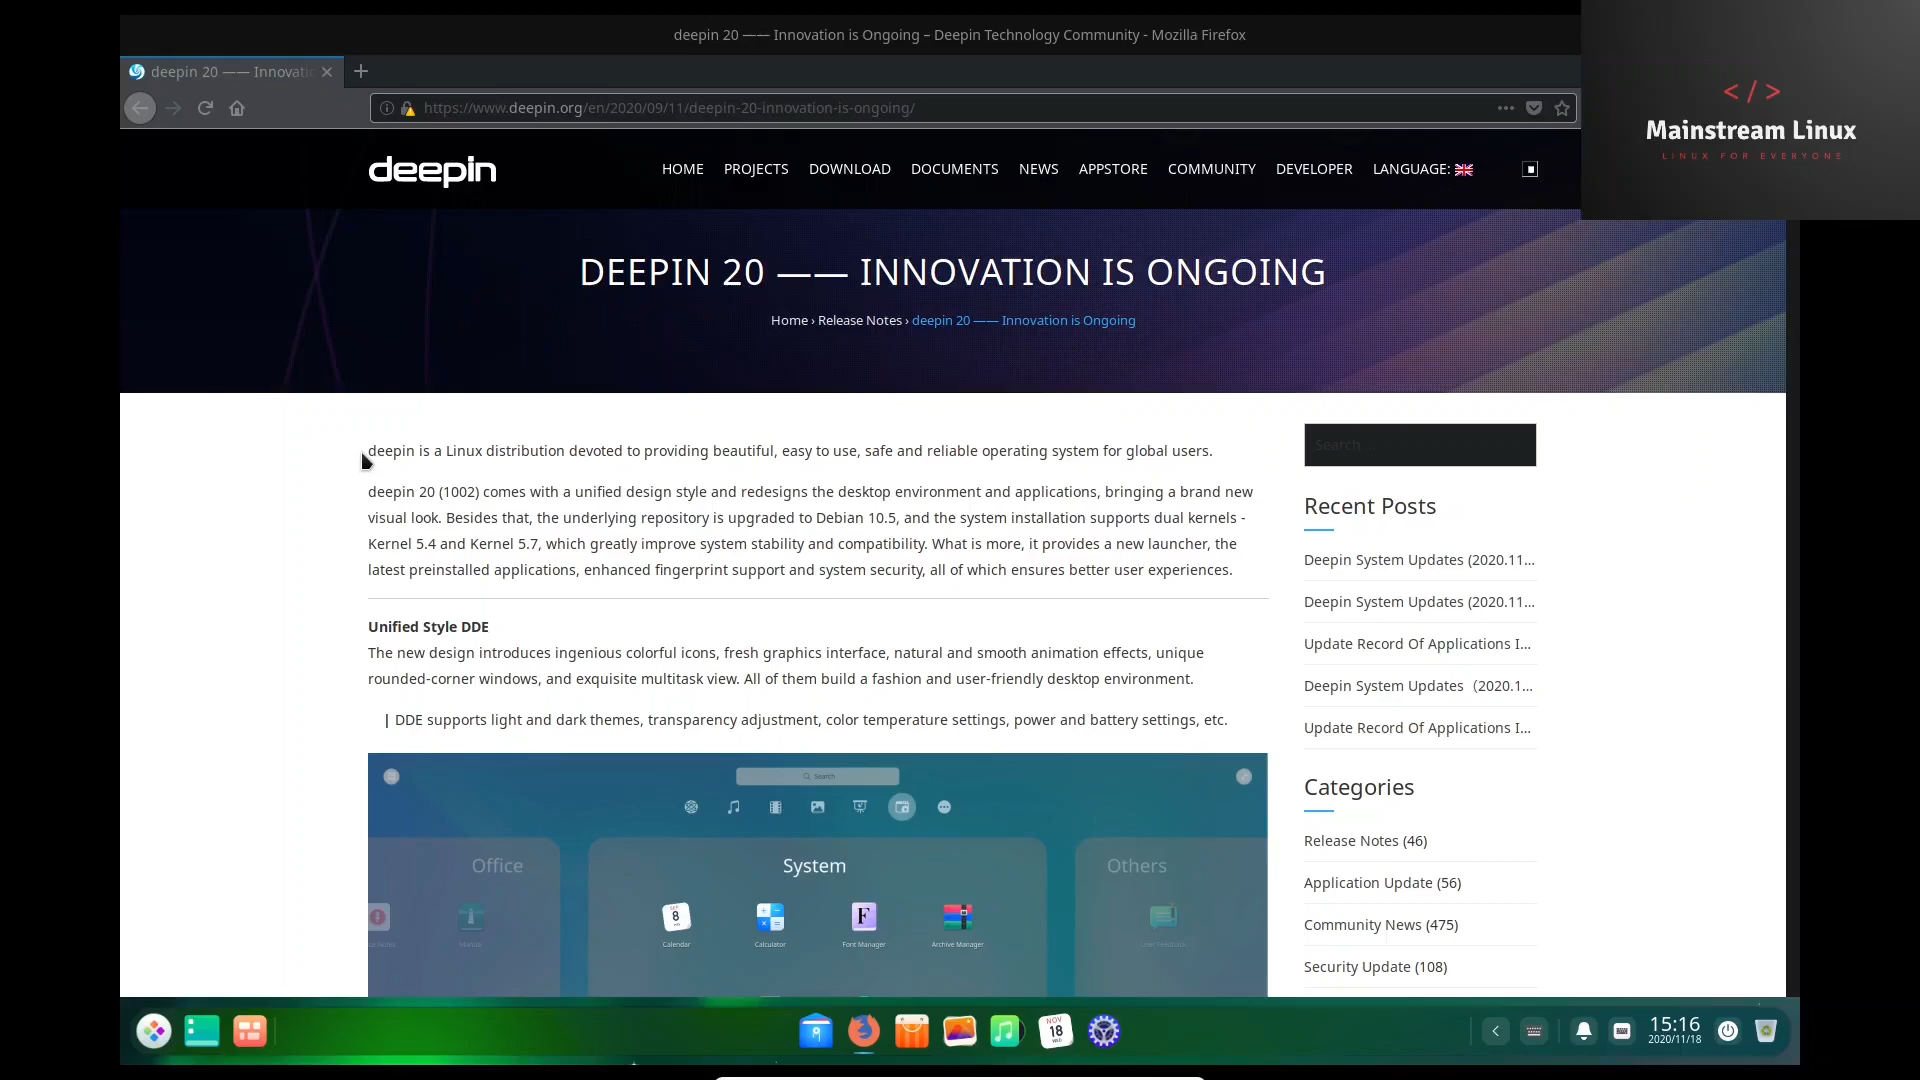 deepin 20 —— Innovation is Ongoing – Deepin Technology Community - Mozilla Firefox
deepin 20 —— Innovatic
https://www.deepin.org/en/2020/09/11/deepin-20-innovation-is-ongoing/
</>
Mainstream Linux
LINUX FOR EVERYONE
deepin
HOME PROJECTS DOWNLOAD DOCUMENTS NEWS APPSTORE COMMUNITY DEVELOPER LANGUAGE:
DEEPIN 20 —— INNOVATION IS ONGOING
Home › Release Notes › deepin 20 —— Innovation is Ongoing
deepin is a Linux distribution devoted to providing beautiful, easy to use, safe and reliable operating system for global users.
deepin 20 (1002) comes with a unified design style and redesigns the desktop environment and applications, bringing a brand new
visual look. Besides that, the underlying repository is upgraded to Debian 10.5, and the system installation supports dual kernels -
Kernel 5.4 and Kernel 5.7, which greatly improve system stability and compatibility. What is more, it provides a new launcher, the
latest preinstalled applications, enhanced fingerprint support and system security, all of which ensures better user experiences.
Unified Style DDE
The new design introduces ingenious colorful icons, fresh graphics interface, natural and smooth animation effects, unique
rounded-corner windows, and exquisite multitask view. All of them build a fashion and user-friendly desktop environment.
| DDE supports light and dark themes, transparency adjustment, color temperature settings, power and battery settings, etc.
Search
Office
System
Others
8
F
Manual
Calendar
Calculator
Font Manager
Archive Manager
User Feedback
Search
Recent Posts
Deepin System Updates (2020.11...
Deepin System Updates (2020.11...
Update Record Of Applications I...
Deepin System Updates（2020.1...
Update Record Of Applications I...
Categories
Release Notes (46)
Application Update (56)
Community News (475)
Security Update (108)
NOV
18
WED
15:16
2020/11/18